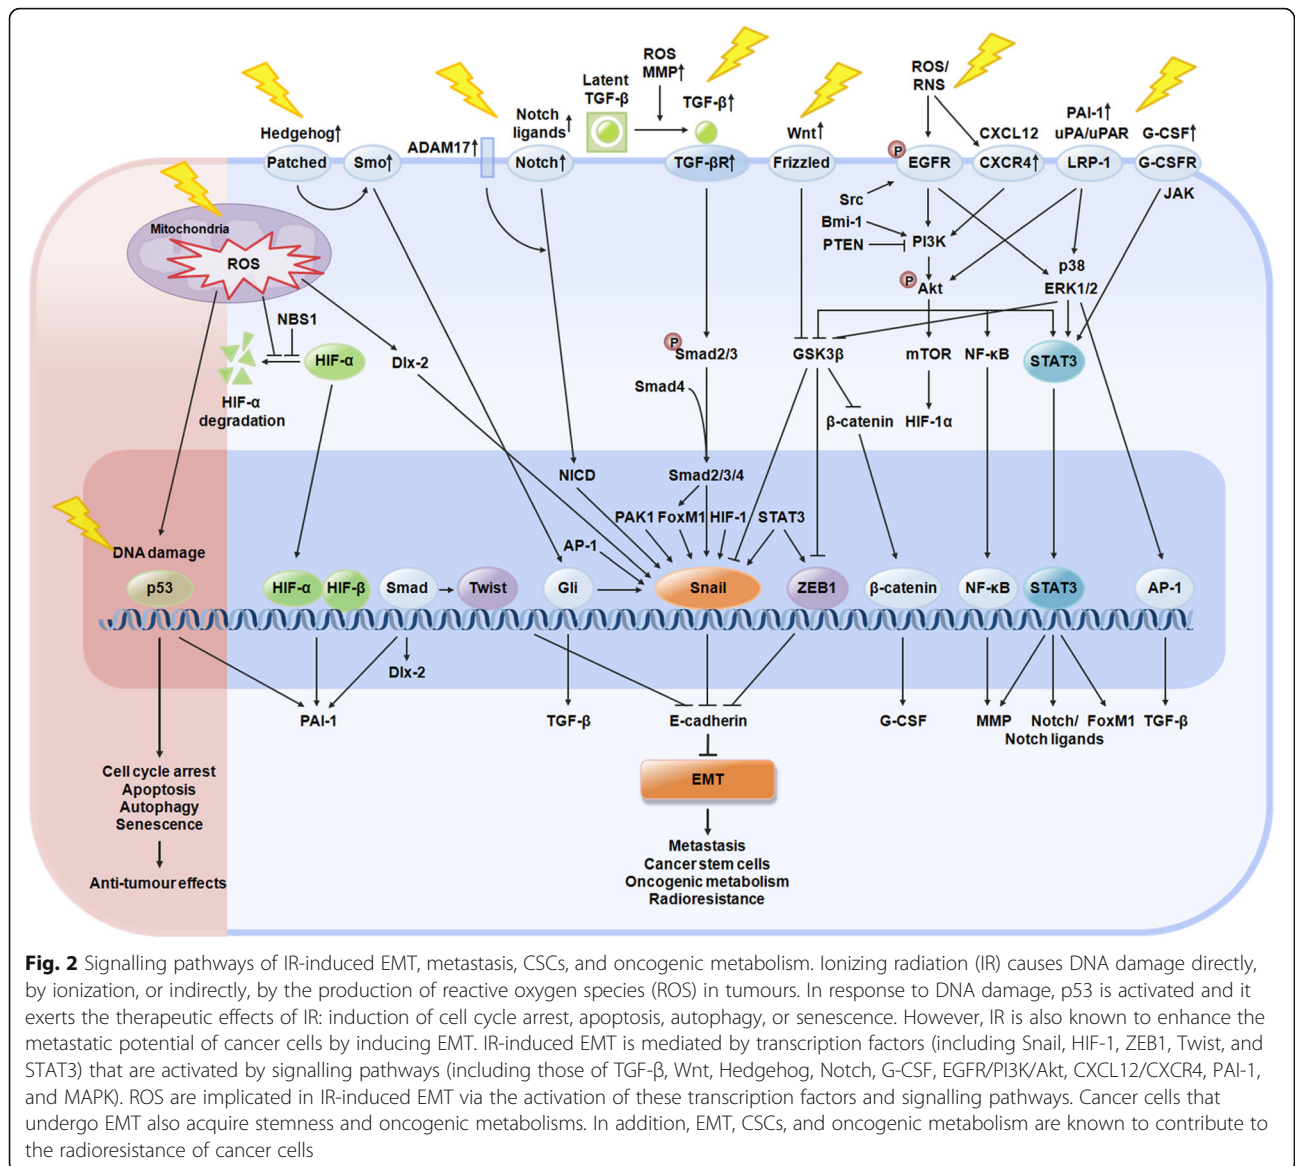 ROS
MMP↑
Latent
TGF-β
TGF-β↑
ROS/
RNS
Hedgehog↑
Patched
Smo↑
ADAM17↑
Notch
ligands↑
Notch↑
TGF-βR↑
Wnt↑
Frizzled
P
EGFR
CXCL12
CXCR4↑
PAI-1↑
uPA/uPAR
LRP-1
G-CSF↑
G-CSFR
JAK
Src
Bmi-1
PTEN
PI3K
P
Akt
p38
ERK1/2
Mitochondria
ROS
NBS1
HIF-α
HIF-α
degradation
Dlx-2
P
Smad2/3
Smad4
GSK3β
mTOR
NF-κB
STAT3
β-catenin
HIF-1α
NICD
Smad2/3/4
PAK1
FoxM1
HIF-1
STAT3
AP-1
DNA damage
p53
HIF-α
HIF-β
Smad
Twist
Gli
Snail
ZEB1
β-catenin
NF-κB
STAT3
AP-1
Dlx-2
PAI-1
TGF-β
E-cadherin
G-CSF
MMP
Notch/
Notch ligands
FoxM1
TGF-β
Cell cycle arrest
Apoptosis
Autophagy
Senescence
Anti-tumour effects
EMT
Metastasis
Cancer stem cells
Oncogenic metabolism
Radioresistance
Fig. 2 Signalling pathways of IR-induced EMT, metastasis, CSCs, and oncogenic metabolism. Ionizing radiation (IR) causes DNA damage directly,
by ionization, or indirectly, by the production of reactive oxygen species (ROS) in tumours. In response to DNA damage, p53 is activated and it
exerts the therapeutic effects of IR: induction of cell cycle arrest, apoptosis, autophagy, or senescence. However, IR is also known to enhance the
metastatic potential of cancer cells by inducing EMT. IR-induced EMT is mediated by transcription factors (including Snail, HIF-1, ZEB1, Twist, and
STAT3) that are activated by signalling pathways (including those of TGF-β, Wnt, Hedgehog, Notch, G-CSF, EGFR/PI3K/Akt, CXCL12/CXCR4, PAI-1,
and MAPK). ROS are implicated in IR-induced EMT via the activation of these transcription factors and signalling pathways. Cancer cells that
undergo EMT also acquire stemness and oncogenic metabolisms. In addition, EMT, CSCs, and oncogenic metabolism are known to contribute to
the radioresistance of cancer cells